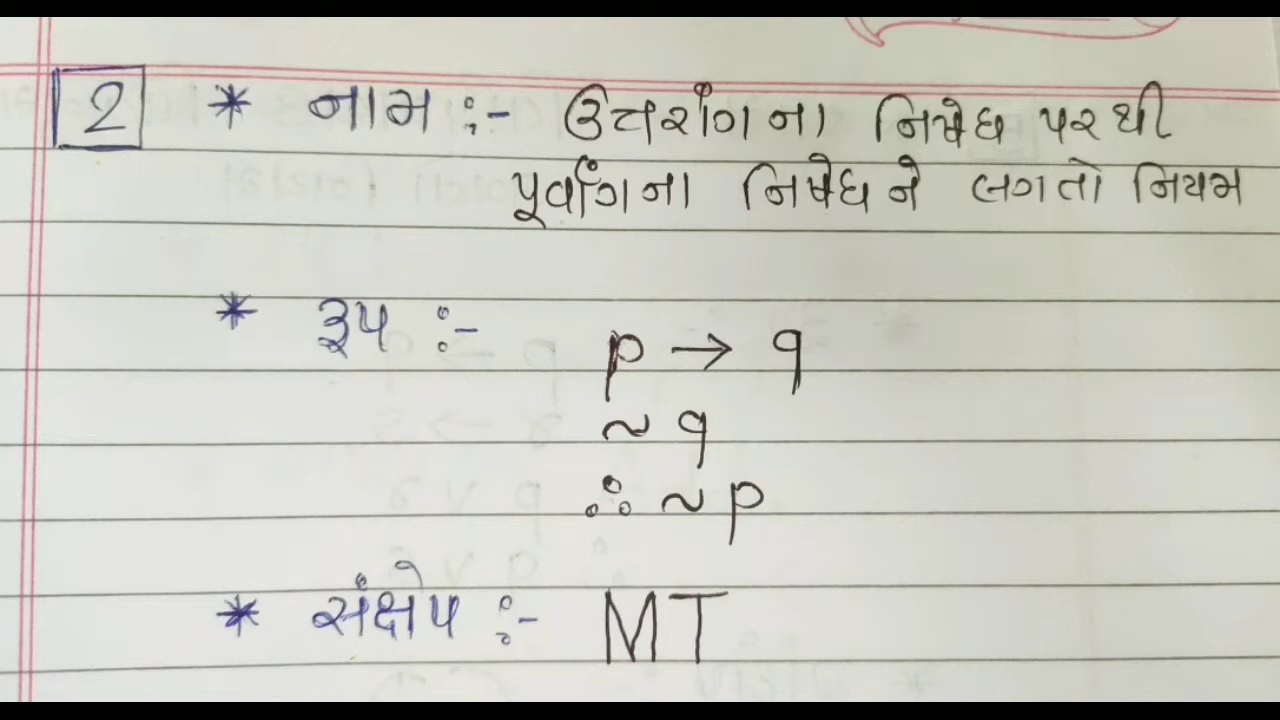 2 * નામ :- ઉત્તરાંગના નિષેધ પરથી
પૂર્વાંગના નિષેધને લગતો નિયમ
* રૂપ :- p → q
~ q
∴ ~ p
* સંક્ષેપ :- MT